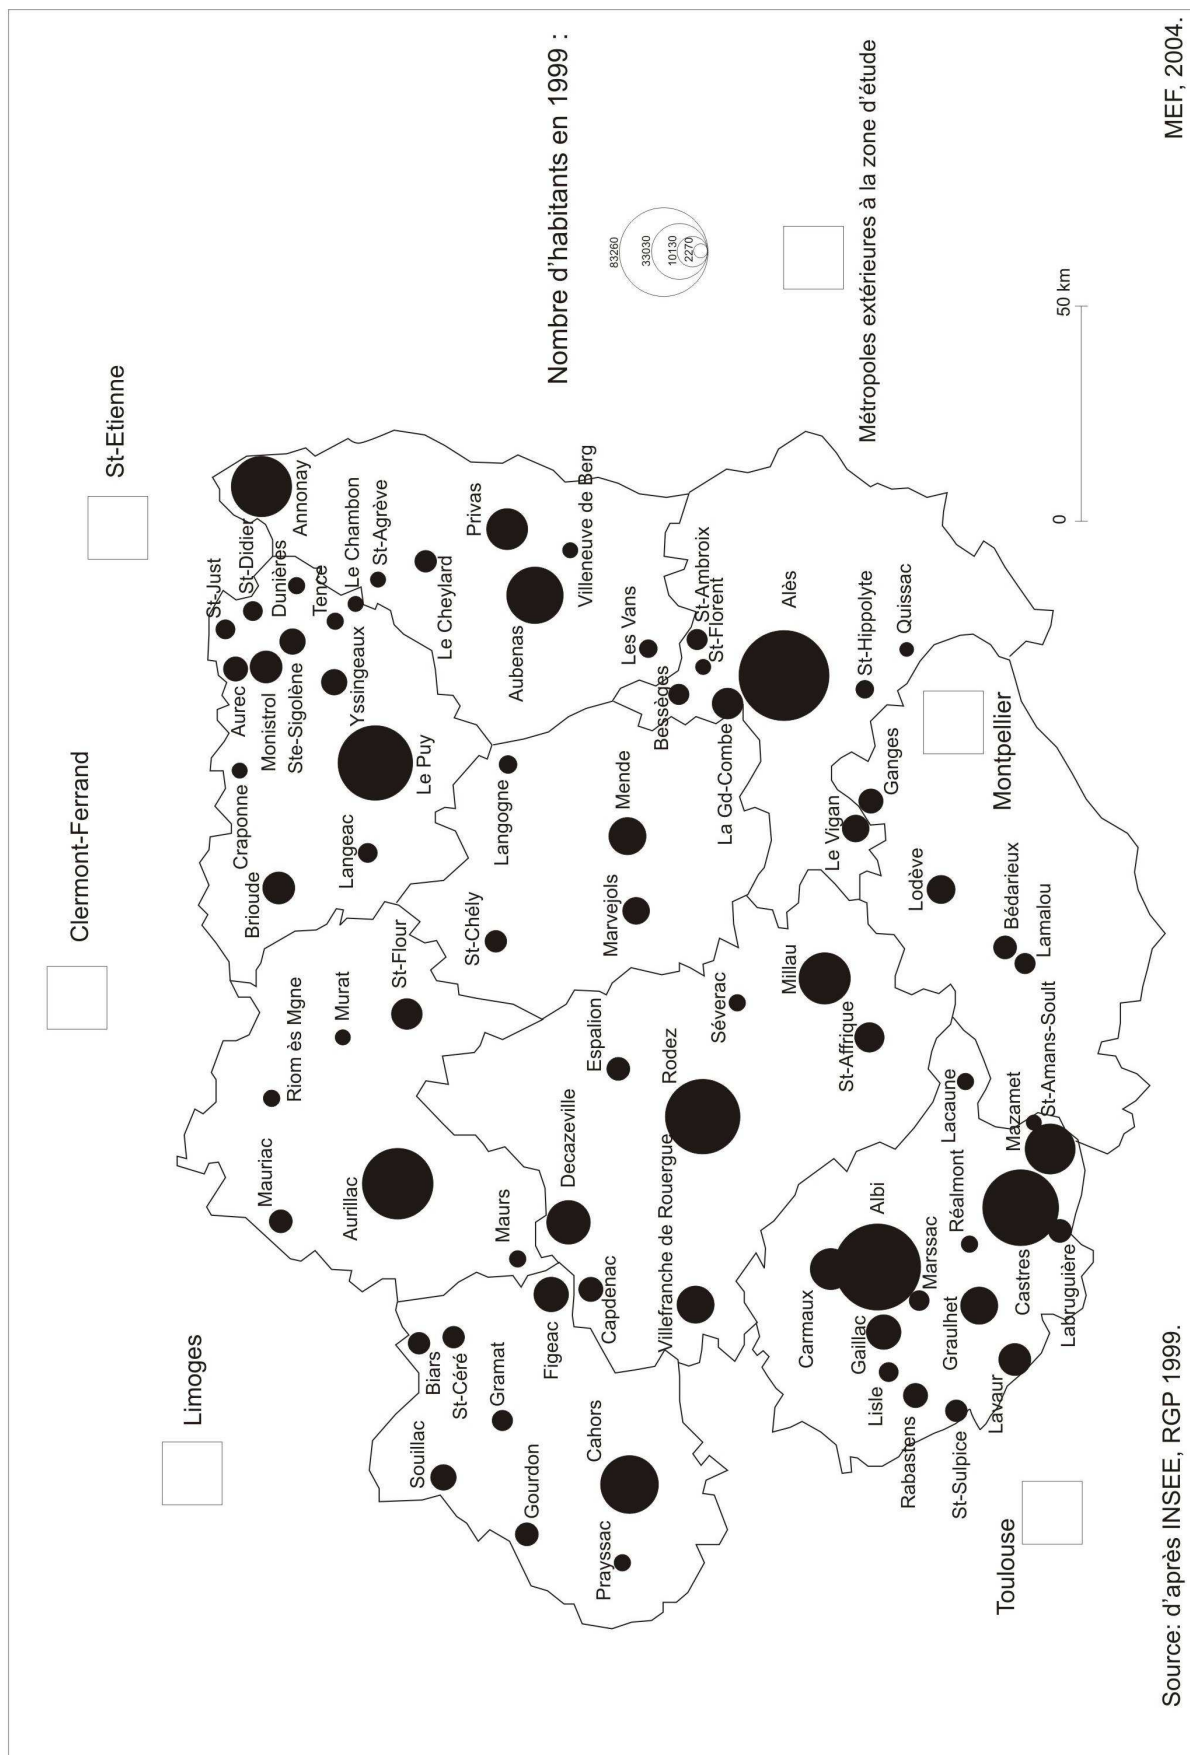 Limoges
Clermont-Ferrand
St-Etienne
Mauriac
Riom ès Mgne
Murat
Aurillac
St-Flour
Maurs
Brioude
Craponne
Aurec
St-Just
St-Didier
Monistrol
Dunières
Ste-Sigolène
Tence
Yssingeaux
Le Chambon
Langeac
Le Puy
Annonay
St-Agrève
Le Cheylard
Privas
Aubenas
Villeneuve de Berg
Les Vans
Souillac
Biars
St-Céré
Gramat
Gourdon
Figeac
Cahors
Prayssac
Capdenac
Decazeville
Espalion
Rodez
Villefranche de Rouergue
Séverac
Millau
St-Affrique
St-Chély
Langogne
Marvejols
Mende
Bessèges
St-Ambroix
St-Florent
La Gd-Combe
Alès
Le Vigan
St-Hippolyte
Quissac
Ganges
Lodève
Bédarieux
Lamalou
Montpellier
Carmaux
Albi
Marssac
Gaillac
Lisle
Rabastens
St-Sulpice
Graulhet
Réalmont
Lacaune
Lavaur
Castres
Labruguière
Mazamet
St-Amans-Soult
Toulouse
Nombre d'habitants en 1999 :
83260
33030
10130
2270
Métropoles extérieures à la zone d'étude
0
50 km
Source: d'après INSEE, RGP 1999.
MEF, 2004.